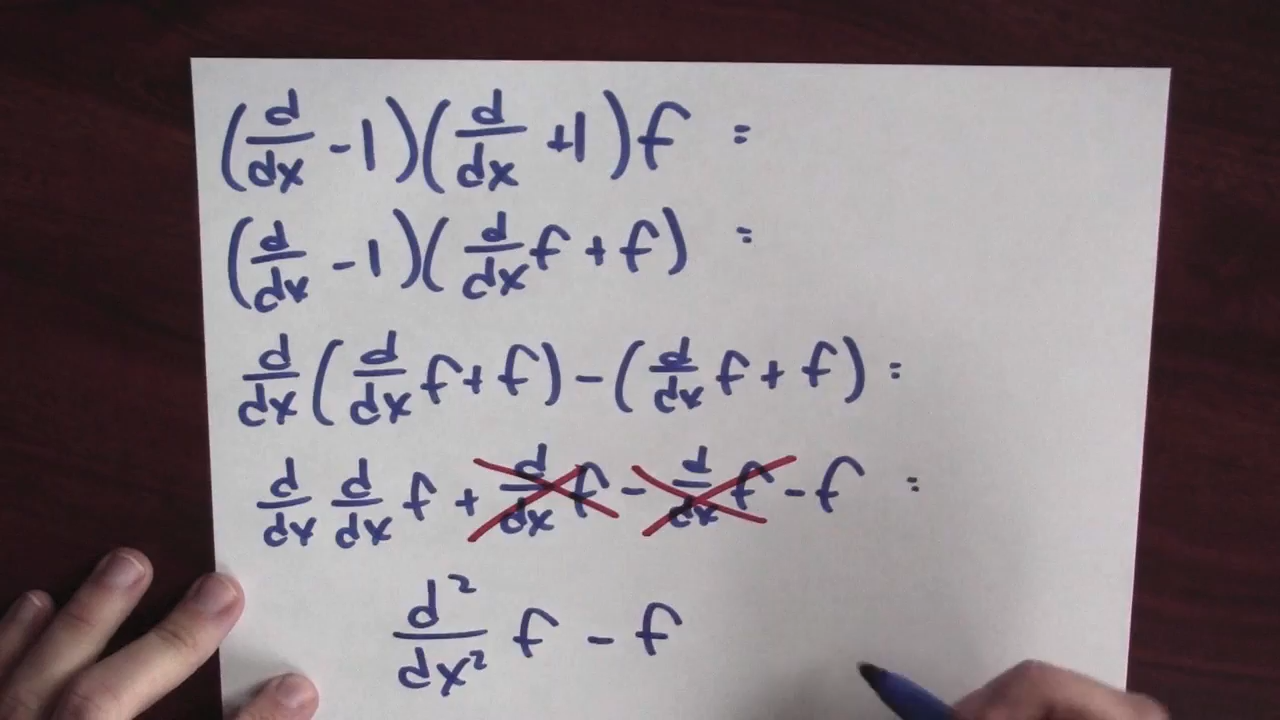 (d/dx - 1)(d/dx + 1)f =
(d/dx - 1)(d/dx f + f) =
d/dx(d/dx f + f) - (d/dx f + f) =
d/dx d/dx f + d/dx f - d/dx f - f =
d²/dx² f - f